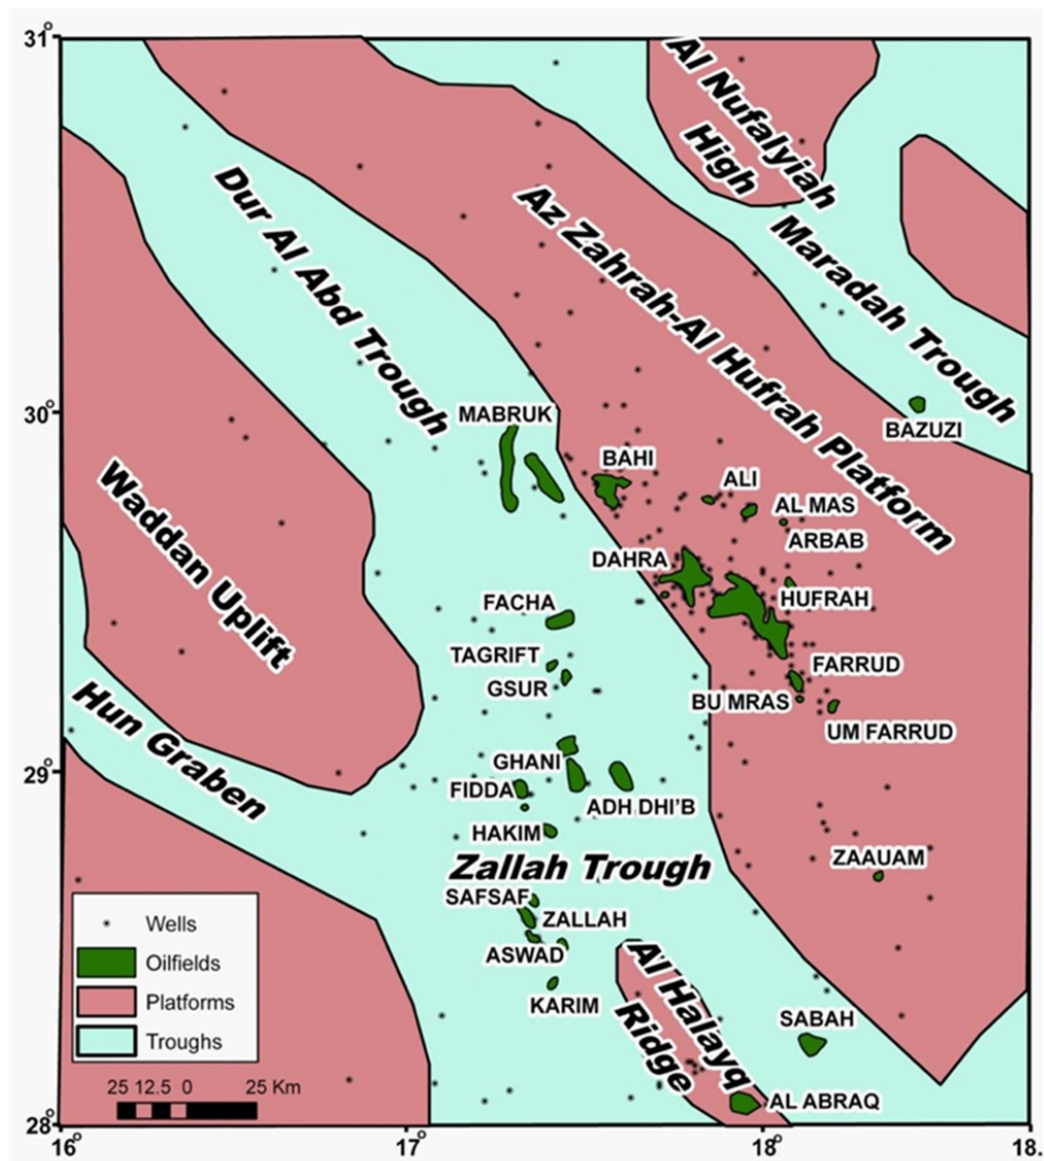 31°
Al Nufalyiah
High
Dur Al Abd Trough
Az Zahrah-Al Hufrah Platform
Maradah Trough
30°
MABRUK
BAZUZI
BAHI
ALI
AL MAS
ARBAB
Waddan Uplift
DAHRA
HUFRAH
FACHA
TAGRIFT
FARRUD
GSUR
BU MRAS
UM FARRUD
Hun Graben
29°
GHANI
FIDDA
ADH DHI'B
HAKIM
ZAAUAM
Zallah Trough
SAFSAF
ZALLAH
ASWAD
KARIM
Al Halayq
Ridge
SABAH
AL ABRAQ
Wells
Oilfields
Platforms
Troughs
25 12.5 0 25 Km
28°
16° 17° 18° 18.